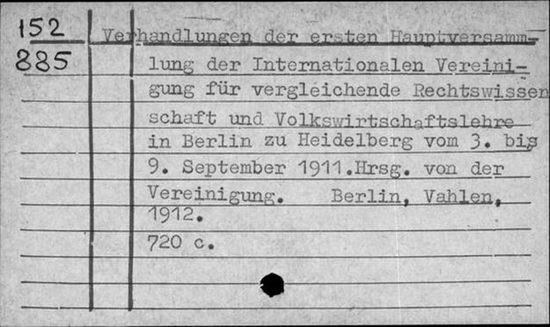 152
885
Verhandlungen der ersten Hauptversamm-
lung der Internationalen Vereini-
gung für vergleichende Rechtswissen
schaft und Volkswirtschaftslehre
in Berlin zu Heidelberg vom 3. bis
9. September 1911.Hrsg. von der
Vereinigung. Berlin, Vahlen,
1912.
720 c.